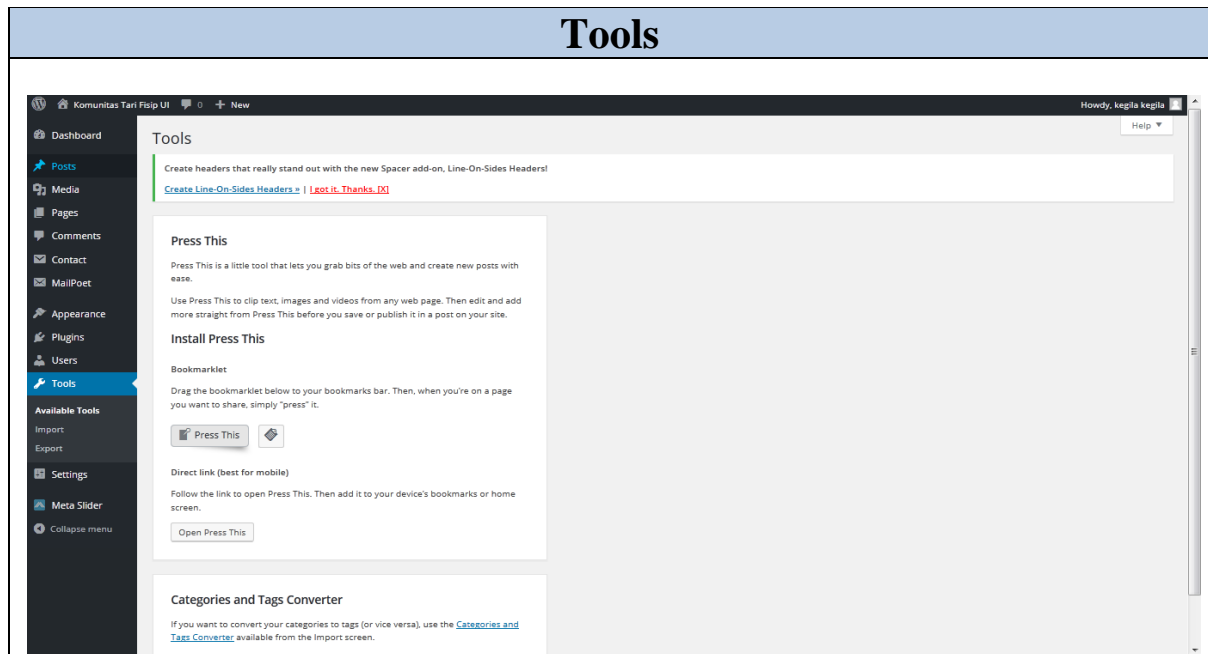 Tools
Komunitas Tari Fisip UI 0 + New Howdy, kegila kegila
Help ▼
Dashboard
Posts
Media
Pages
Comments
Contact
MailPoet
Appearance
Plugins
Users
Tools
Available Tools
Import
Export
Settings
Meta Slider
Collapse menu
Tools
Create headers that really stand out with the new Spacer add-on, Line-On-Sides Headers!
Create Line-On-Sides Headers » | I got it. Thanks. [X]
Press This
Press This is a little tool that lets you grab bits of the web and create new posts with
ease.
Use Press This to clip text, images and videos from any web page. Then edit and add
more straight from Press This before you save or publish it in a post on your site.
Install Press This
Bookmarklet
Drag the bookmarklet below to your bookmarks bar. Then, when you're on a page
you want to share, simply "press" it.
Press This
Direct link (best for mobile)
Follow the link to open Press This. Then add it to your device's bookmarks or home
screen.
Open Press This
Categories and Tags Converter
If you want to convert your categories to tags (or vice versa), use the Categories and
Tags Converter available from the Import screen.